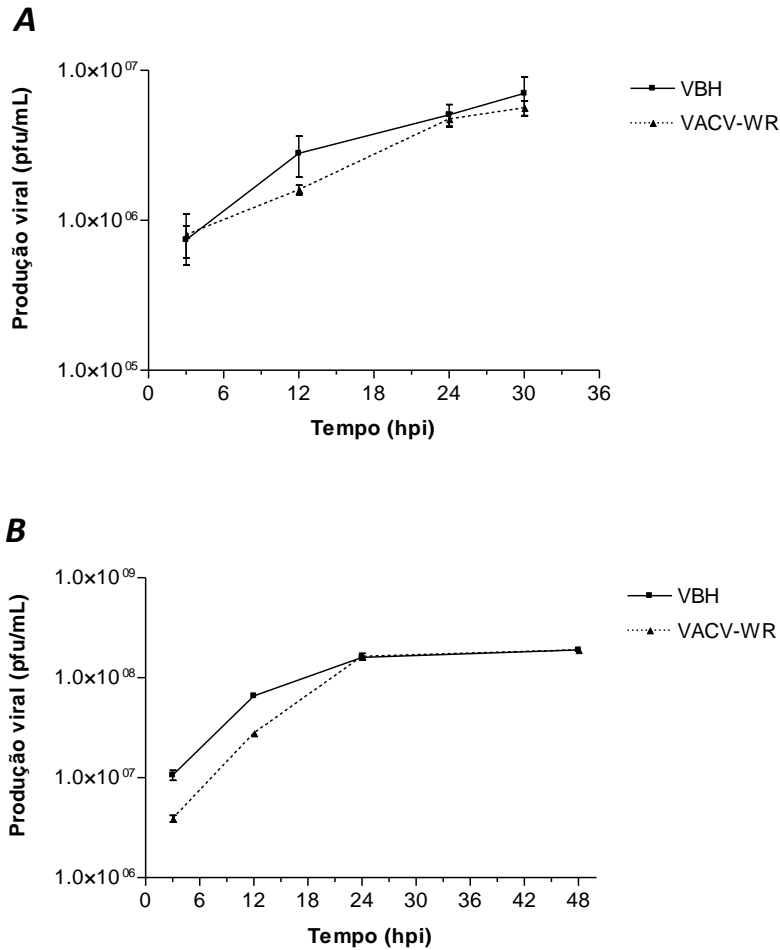 A
Produção viral (pfu/mL)
1.0×10⁰⁷
1.0×10⁰⁶
1.0×10⁰⁵
0 6 12 18 24 30 36
Tempo (hpi)
VBH
VACV-WR
B
Produção viral (pfu/mL)
1.0×10⁰⁹
1.0×10⁰⁸
1.0×10⁰⁷
1.0×10⁰⁶
0 6 12 18 24 30 36 42 48
Tempo (hpi)
VBH
VACV-WR